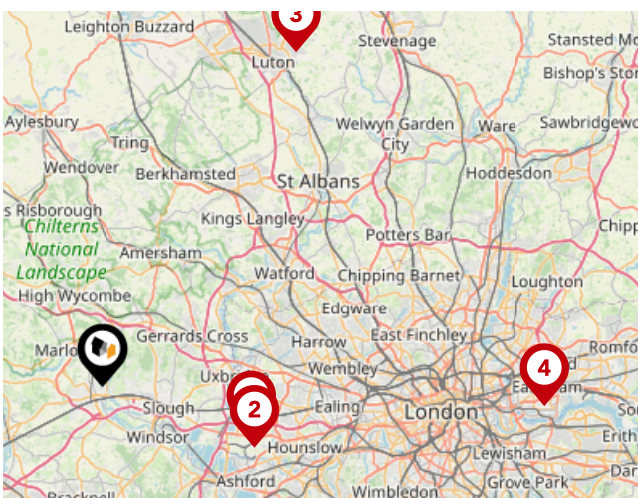 3
Leighton Buzzard
Stevenage
Stansted Mo
Luton
Bishop's Stor
Aylesbury
Welwyn Garden
City
Ware
Sawbridgewo
Tring
Wendover
Berkhamsted
Hoddesdon
St Albans
s Risborough
Kings Langley
Chilterns
National
Landscape
Potters Bar
Chipp
Amersham
Watford
Chipping Barnet
Loughton
High Wycombe
Edgware
Gerrards Cross
Harrow
East Finchley
Marlo
Romfo
Wembley
4
Uxbri
Slough
2
Ealing
London
Windsor
Hounslow
Erith
Lewisham
Ashford
Grove Park
Dar
Wimbledon
Bracknell